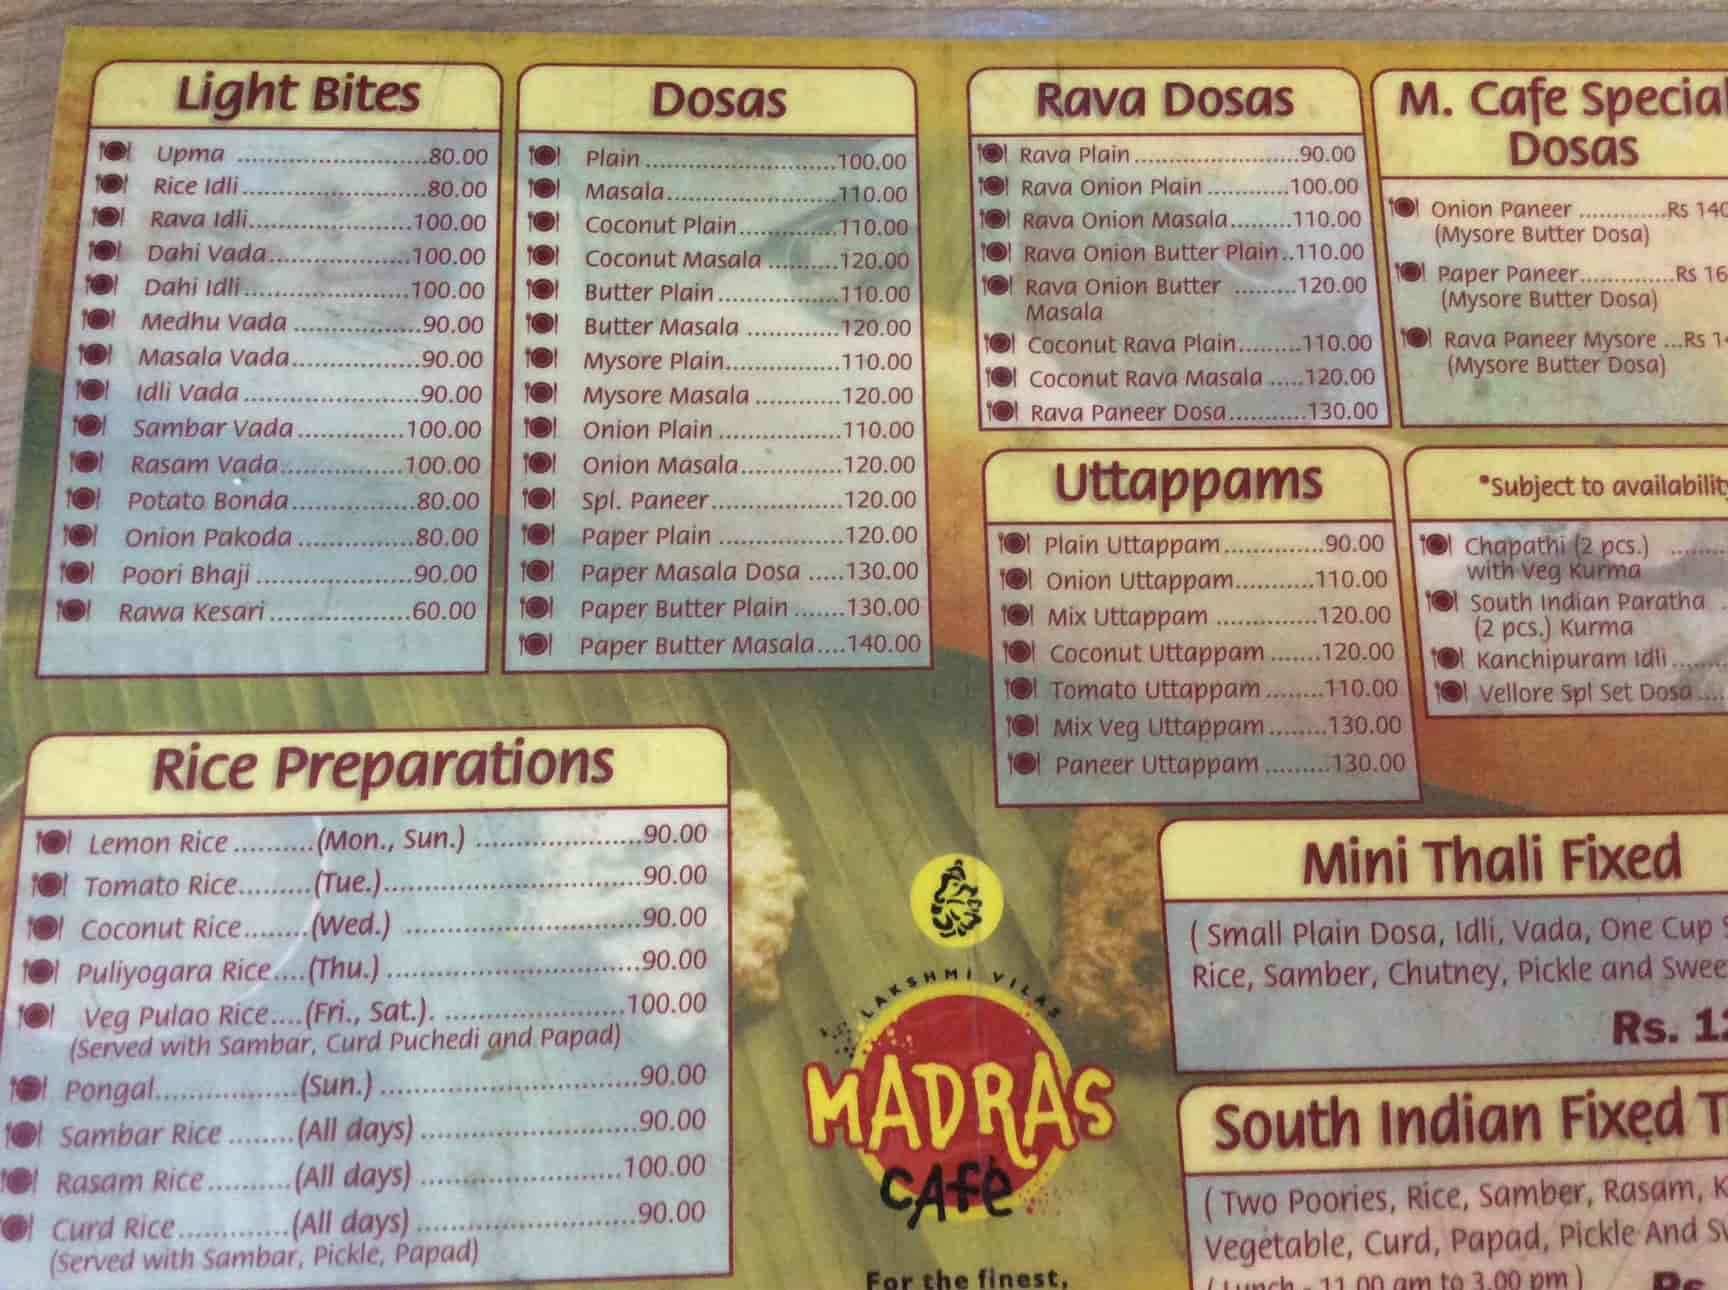 Light Bites
Upma ............................80.00
Rice Idli...........................80.00
Rava Idli........................100.00
Dahi Vada....................100.00
Dahi Idli........................100.00
Medhu Vada ..................90.00
Masala Vada...................90.00
Idli Vada .........................90.00
Sambar Vada...............100.00
Rasam Vada.................100.00
Potato Bonda..................80.00
Onion Pakoda ................80.00
Poori Bhaji ......................90.00
Rawa Kesari....................60.00
Dosas
Plain ...........................100.00
Masala.........................110.00
Coconut Plain..............110.00
Coconut Masala ..........120.00
Butter Plain.................110.00
Butter Masala .............120.00
Mysore Plain................110.00
Mysore Masala ............120.00
Onion Plain .................110.00
Onion Masala...............120.00
Spl. Paneer...................120.00
Paper Plain .................120.00
Paper Masala Dosa .....130.00
Paper Butter Plain .......130.00
Paper Butter Masala....140.00
Rava Dosas
Rava Plain.......................90.00
Rava Onion Plain ............100.00
Rava Onion Masala.........110.00
Rava Onion Butter Plain..110.00
Rava Onion Butter .........120.00
Masala
Coconut Rava Plain.........110.00
Coconut Rava Masala .....120.00
Rava Paneer Dosa...........130.00
M. Cafe Special
Dosas
Onion Paneer .............Rs 140
(Mysore Butter Dosa)
Paper Paneer..............Rs 16
(Mysore Butter Dosa)
Rava Paneer Mysore ...Rs 1
(Mysore Butter Dosa)
Uttappams
Plain Uttappam..............90.00
Onion Uttappam...........110.00
Mix Uttappam ..............120.00
Coconut Uttappam .......120.00
Tomato Uttappam ........110.00
Mix Veg Uttappam........130.00
Paneer Uttappam .........130.00
*Subject to availability
Chapathi (2 pcs.) ........
with Veg Kurma
South Indian Paratha .
(2 pcs.) Kurma
Kanchipuram Idli.......
Vellore Spl Set Dosa....
Rice Preparations
Lemon Rice ..........(Mon., Sun.) .....................90.00
Tomato Rice.........(Tue.)................................90.00
Coconut Rice........(Wed.) ..............................90.00
Puliyogara Rice....(Thu.) ................................90.00
Veg Pulao Rice....(Fri., Sat.). ......................100.00
(Served with Sambar, Curd Puchedi and Papad)
Pongal..................(Sun.) ................................90.00
Sambar Rice ........(All days) ...........................90.00
Rasam Rice..........(All days) .........................100.00
Curd Rice.............(All days) ...........................90.00
(Served with Sambar, Pickle, Papad)
LAKSHMI VILAS
MADRAS
CAFé
For the finest,
Mini Thali Fixed
( Small Plain Dosa, Idli, Vada, One Cup
Rice, Samber, Chutney, Pickle and Swee
Rs. 12
South Indian Fixed T
( Two Poories, Rice, Samber, Rasam, K
Vegetable, Curd, Papad, Pickle And Sw
( Lunch - 11.00 am to 3.00 pm ) Rs